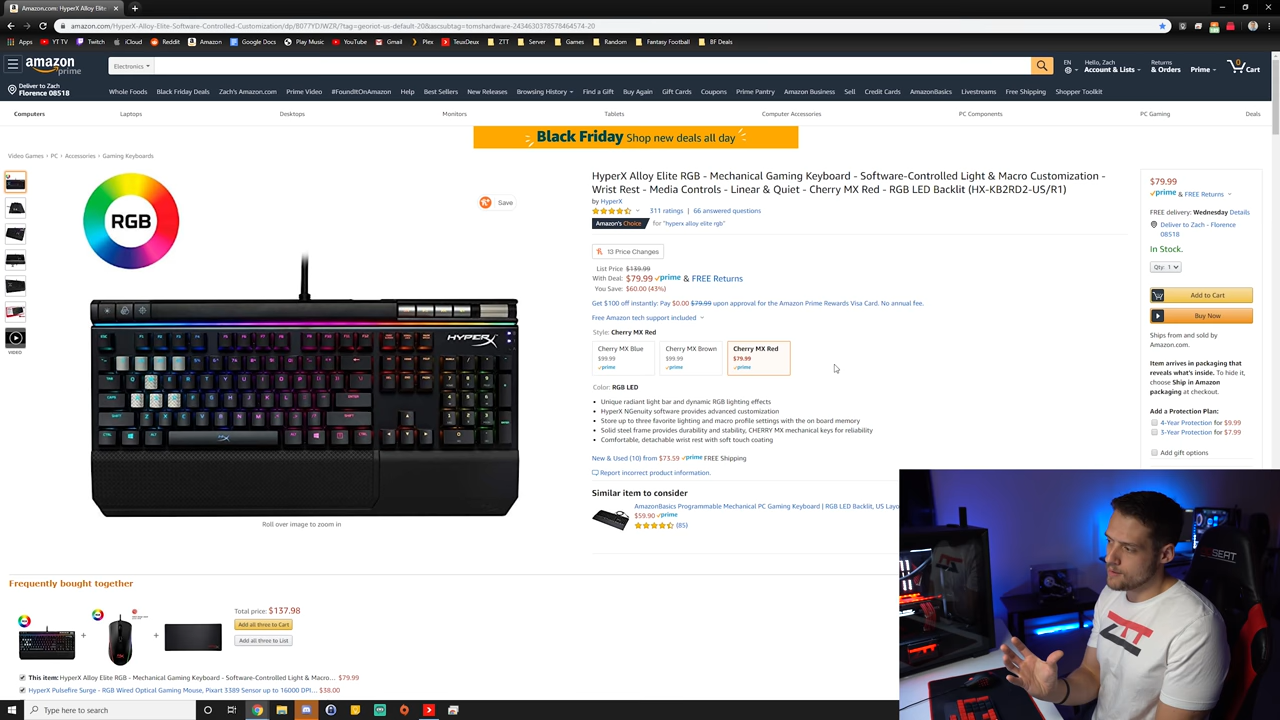 Amazon.com: HyperX Alloy Elite
amazon.com/HyperX-Alloy-Elite-Software-Controlled-Customization/dp/B077YDJWZR/?tag=georiot-us-default-20&ascsubtag=tomshardware-2434630378578464574-20
Apps YT TV Twitch iCloud Reddit Amazon Google Docs Play Music YouTube Gmail Plex TeuxDeux ZTT Server Games Random Fantasy Football BF Deals
amazon prime
Electronics
EN
Hello, Zach
Account & Lists
Returns
& Orders
Prime
0
Cart
Deliver to Zach
Florence 08518
Whole Foods Black Friday Deals Zach's Amazon.com Prime Video #FoundItOnAmazon Help Best Sellers New Releases Browsing History Find a Gift Buy Again Gift Cards Coupons Prime Pantry Amazon Business Sell Credit Cards AmazonBasics Livestreams Free Shipping Shopper Toolkit
Computers Laptops Desktops Monitors Tablets Computer Accessories PC Components PC Gaming Deals
Black Friday Shop new deals all day
Video Games › PC › Accessories › Gaming Keyboards
VIDEO
RGB
Save
HYPERX
Roll over image to zoom in
HyperX Alloy Elite RGB - Mechanical Gaming Keyboard - Software-Controlled Light & Macro Customization -
Wrist Rest - Media Controls - Linear & Quiet - Cherry MX Red - RGB LED Backlit (HX-KB2RD2-US/R1)
by HyperX
311 ratings | 66 answered questions
Amazon's Choice for "hyperx alloy elite rgb"
13 Price Changes
List Price $139.99
With Deal: $79.99 prime & FREE Returns
You Save: $60.00 (43%)
Get $100 off instantly: Pay $0.00 $79.99 upon approval for the Amazon Prime Rewards Visa Card. No annual fee.
Free Amazon tech support included
Style: Cherry MX Red
Cherry MX Blue Cherry MX Brown Cherry MX Red
$99.99 $99.99 $79.99
prime prime prime
Color: RGB LED
• Unique radiant light bar and dynamic RGB lighting effects
• HyperX NGenuity software provides advanced customization
• Store up to three favorite lighting and macro profile settings with the on board memory
• Solid steel frame provides durability and stability, CHERRY MX mechanical keys for reliability
• Comfortable, detachable wrist rest with soft touch coating
New & Used (10) from $73.59 prime FREE Shipping
Report incorrect product information.
Similar item to consider
AmazonBasics Programmable Mechanical PC Gaming Keyboard | RGB LED Backlit, US Layo
$59.90 prime
(85)
$79.99
prime & FREE Returns
FREE delivery: Wednesday Details
Deliver to Zach - Florence
08518
In Stock.
Qty: 1
Add to Cart
Buy Now
Ships from and sold by
Amazon.com.
Item arrives in packaging that
reveals what's inside. To hide it,
choose Ship in Amazon
packaging at checkout.
Add a Protection Plan:
4-Year Protection for $9.99
3-Year Protection for $7.99
Add gift options
Frequently bought together
+ +
Total price: $137.98
Add all three to Cart
Add all three to List
This item: HyperX Alloy Elite RGB - Mechanical Gaming Keyboard - Software-Controlled Light & Macro... $79.99
HyperX Pulsefire Surge - RGB Wired Optical Gaming Mouse, Pixart 3389 Sensor up to 16000 DPI... $38.00
Type here to search